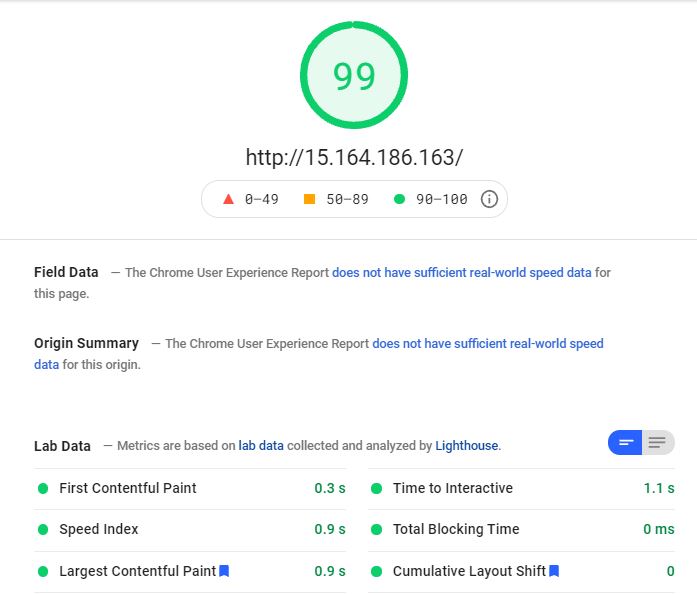 99
http://15.164.186.163/
0–49 50–89 90–100
Field Data — The Chrome User Experience Report does not have sufficient real-world speed data for
this page.
Origin Summary — The Chrome User Experience Report does not have sufficient real-world speed
data for this origin.
Lab Data — Metrics are based on lab data collected and analyzed by Lighthouse.
First Contentful Paint 0.3 s
Time to Interactive 1.1 s
Speed Index 0.9 s
Total Blocking Time 0 ms
Largest Contentful Paint 0.9 s
Cumulative Layout Shift 0